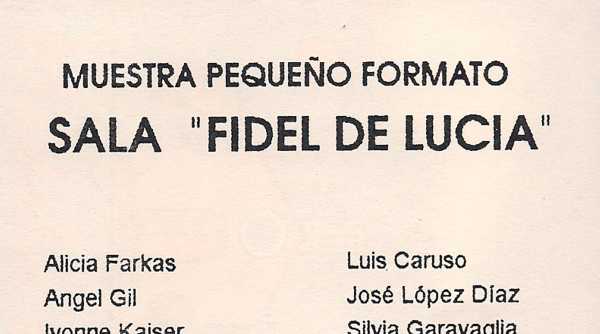 MUESTRA PEQUEÑO FORMATO
SALA "FIDEL DE LUCIA"
Alicia Farkas
Luis Caruso
Angel Gil
José López Díaz
Ivonne Kaiser
Silvia Garavaglia